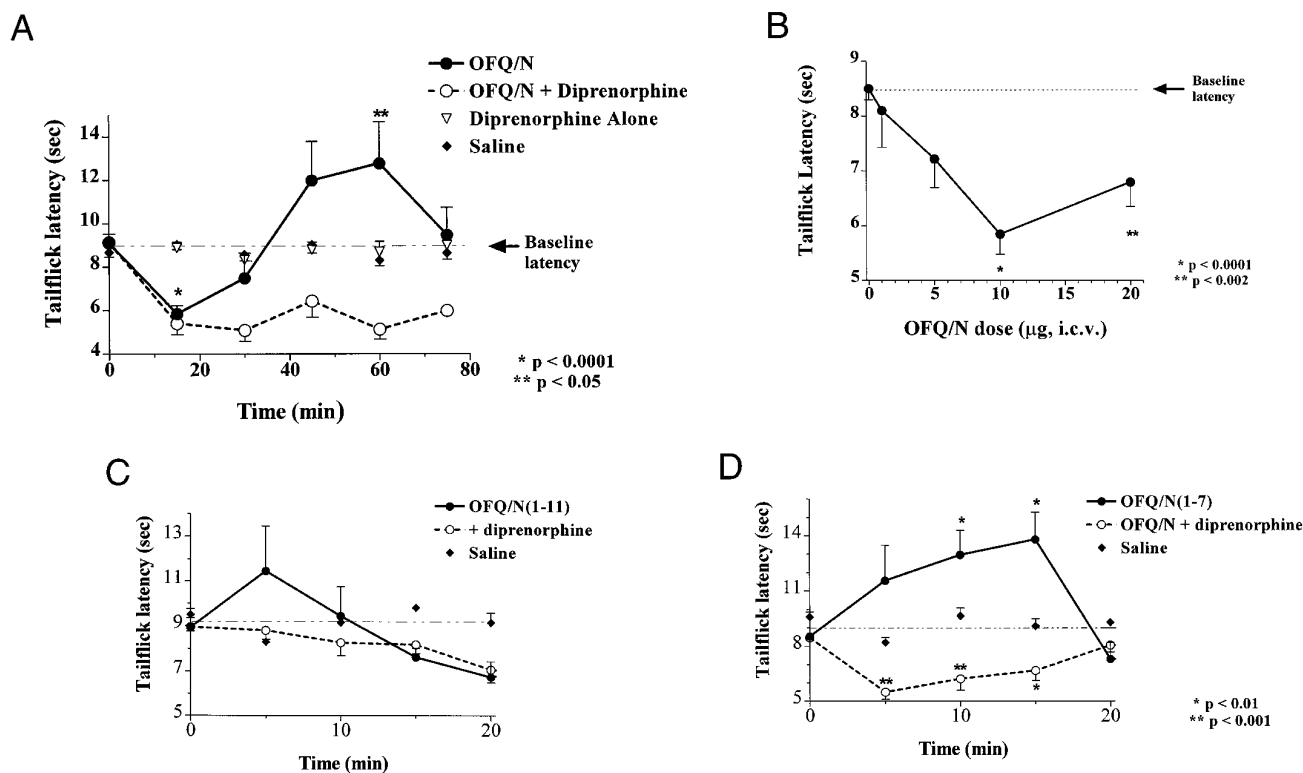 A
OFQ/N
OFQ/N + Diprenorphine
Diprenorphine Alone
Saline
Tailflick latency (sec)
14
12
10
8
6
4
**
*
Baseline
latency
0
20
40
60
80
* p < 0.0001
** p < 0.05
Time (min)
B
Tailflick Latency (sec)
9
8
7
6
5
Baseline
latency
*
**
0
5
10
15
20
* p < 0.0001
** p < 0.002
OFQ/N dose (μg, i.c.v.)
C
OFQ/N(1-11)
+ diprenorphine
Saline
Tailflick latency (sec)
13
11
9
7
5
0
10
20
Time (min)
D
OFQ/N(1-7)
OFQ/N + diprenorphine
Saline
Tailflick latency (sec)
14
11
8
5
*
*
**
**
*
0
10
20
* p < 0.01
** p < 0.001
Time (min)